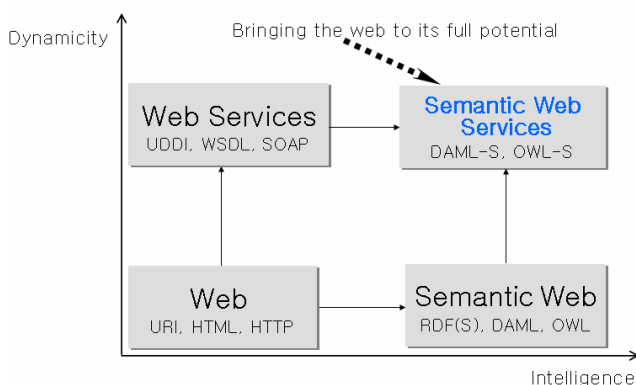 Dynamicity
Bringing the web to its full potential
Web Services
UDDI, WSDL, SOAP
Semantic Web
Services
DAML-S, OWL-S
Web
URI, HTML, HTTP
Semantic Web
RDF(S), DAML, OWL
Intelligence